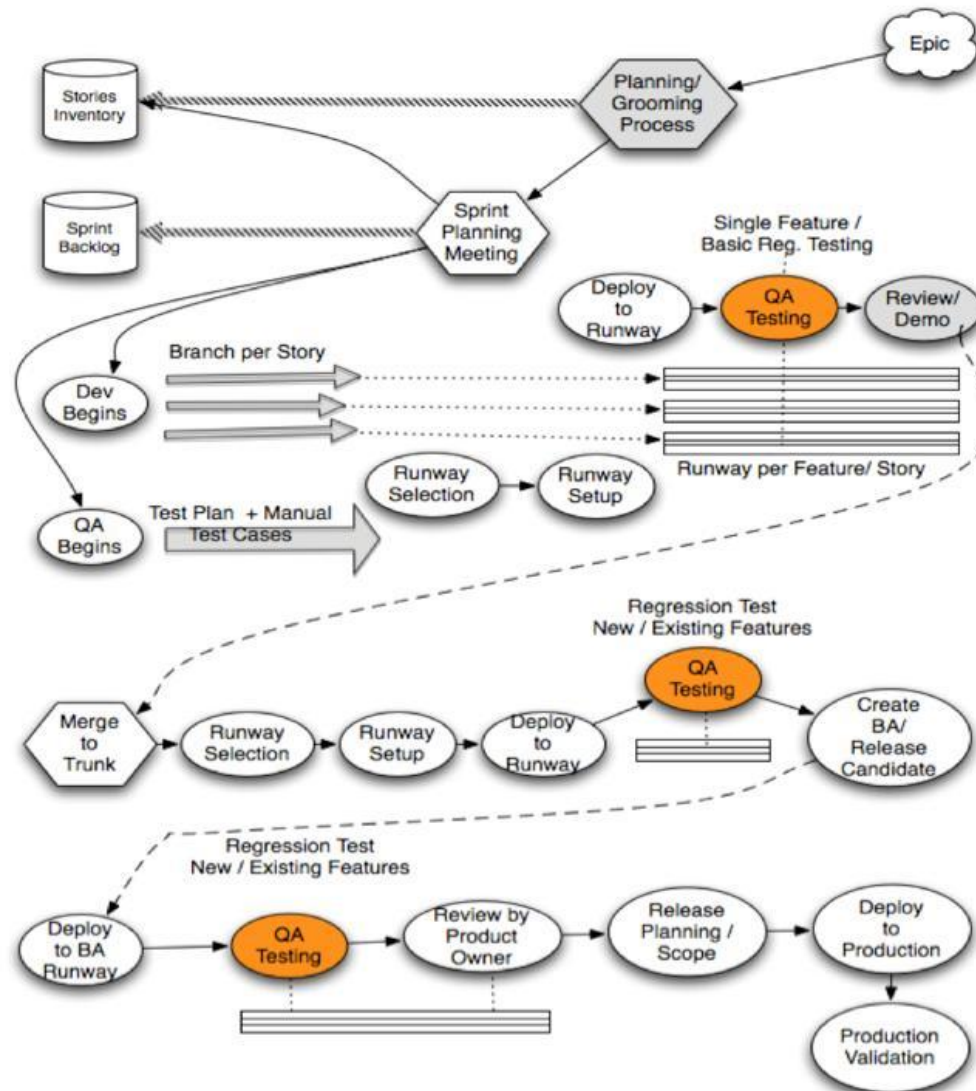 Epic
Planning/
Grooming
Process
Stories
Inventory
Sprint
Planning
Meeting
Sprint
Backlog
Single Feature /
Basic Reg. Testing
Deploy
to
Runway
QA
Testing
Review/
Demo
Branch per Story
Dev
Begins
Runway per Feature/ Story
Runway
Selection
Runway
Setup
QA
Begins
Test Plan + Manual
Test Cases
Regression Test
New / Existing Features
QA
Testing
Merge
to
Trunk
Runway
Selection
Runway
Setup
Deploy
to
Runway
Create
BA/
Release
Candidate
Regression Test
New / Existing Features
Deploy
to BA
Runway
QA
Testing
Review by
Product
Owner
Release
Planning /
Scope
Deploy
to
Production
Production
Validation